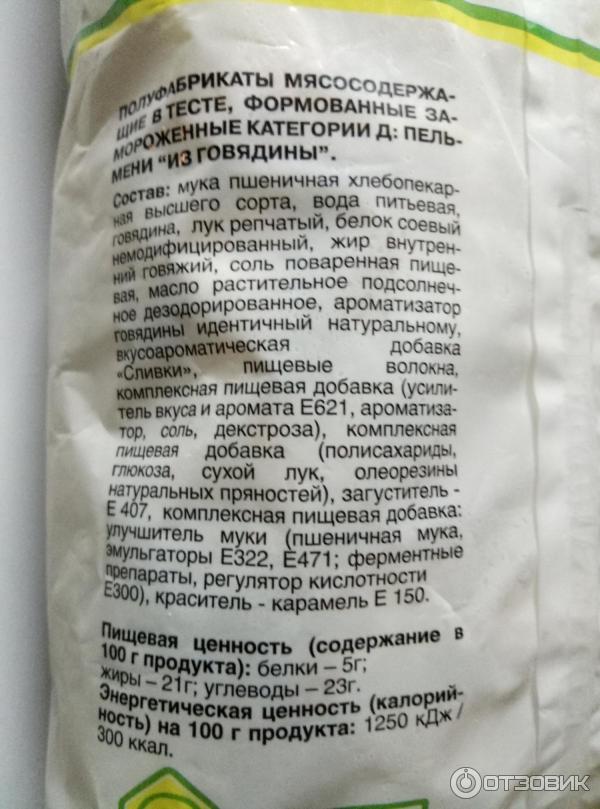 ПОЛУФАБРИКАТЫ МЯСОСОДЕРЖА-
ЩИЕ В ТЕСТЕ, ФОРМОВАННЫЕ ЗА-
МОРОЖЕННЫЕ КАТЕГОРИИ Д: ПЕЛЬ-
МЕНИ "ИЗ ГОВЯДИНЫ".
Состав: мука пшеничная хлебопекар-
ная высшего сорта, вода питьевая,
говядина, лук репчатый, белок соевый
немодифицированный, жир внутрен-
ний говяжий, соль поваренная пище-
вая, масло растительное подсолнеч-
ное дезодорированное, ароматизатор
говядины идентичный натуральному,
вкусоароматическая добавка
«Сливки», пищевые волокна,
комплексная пищевая добавка (усили-
тель вкуса и аромата Е621, ароматиза-
тор, соль, декстроза), комплексная
пищевая добавка (полисахариды,
глюкоза, сухой лук, олеорезины
натуральных пряностей), загуститель -
Е 407, комплексная пищевая добавка:
улучшитель муки (пшеничная мука,
эмульгаторы Е322, Е471; ферментные
препараты, регулятор кислотности
Е300), краситель - карамель Е 150.
Пищевая ценность (содержание в
100 г продукта): белки – 5г;
жиры – 21г; углеводы – 23г.
Энергетическая ценность (калорий-
ность) на 100 г продукта: 1250 кДж /
300 ккал.
ОТЗОВИК